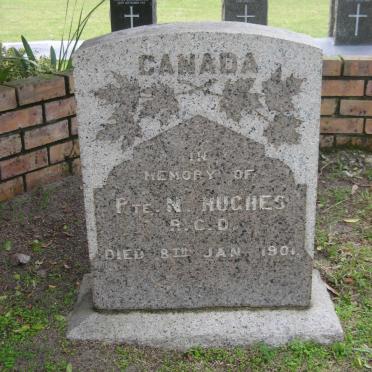 CANADA
IN
MEMORY OF
PTE. N. HUGHES
R.C.D.
DIED 8TH JAN. 1901.